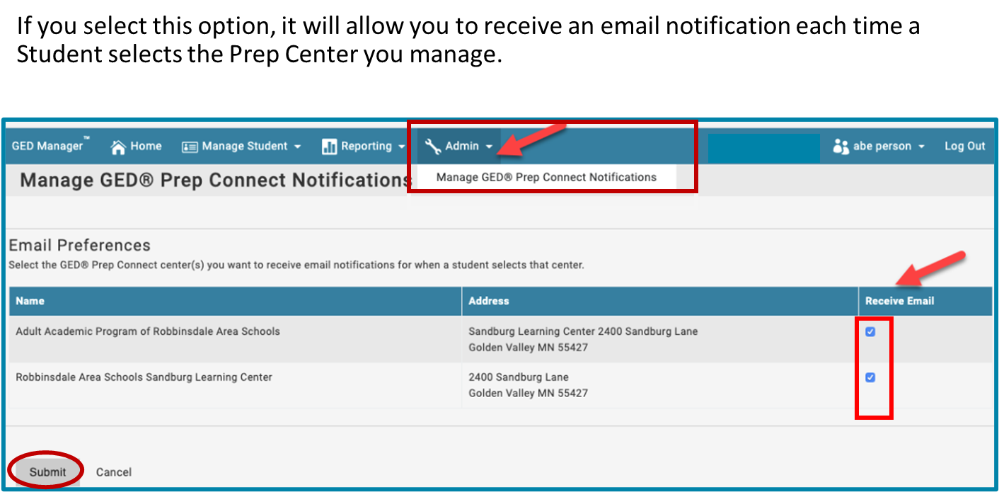 If you select this option, it will allow you to receive an email notification each time a
Student selects the Prep Center you manage.
GED Manager™ Home Manage Student Reporting Admin abe person Log Out
Manage GED® Prep Connect Notifications Manage GED® Prep Connect Notifications
Email Preferences
Select the GED® Prep Connect center(s) you want to receive email notifications for when a student selects that center.
Name Address Receive Email
Adult Academic Program of Robbinsdale Area Schools Sandburg Learning Center 2400 Sandburg Lane
Golden Valley MN 55427
Robbinsdale Area Schools Sandburg Learning Center 2400 Sandburg Lane
Golden Valley MN 55427
Submit Cancel